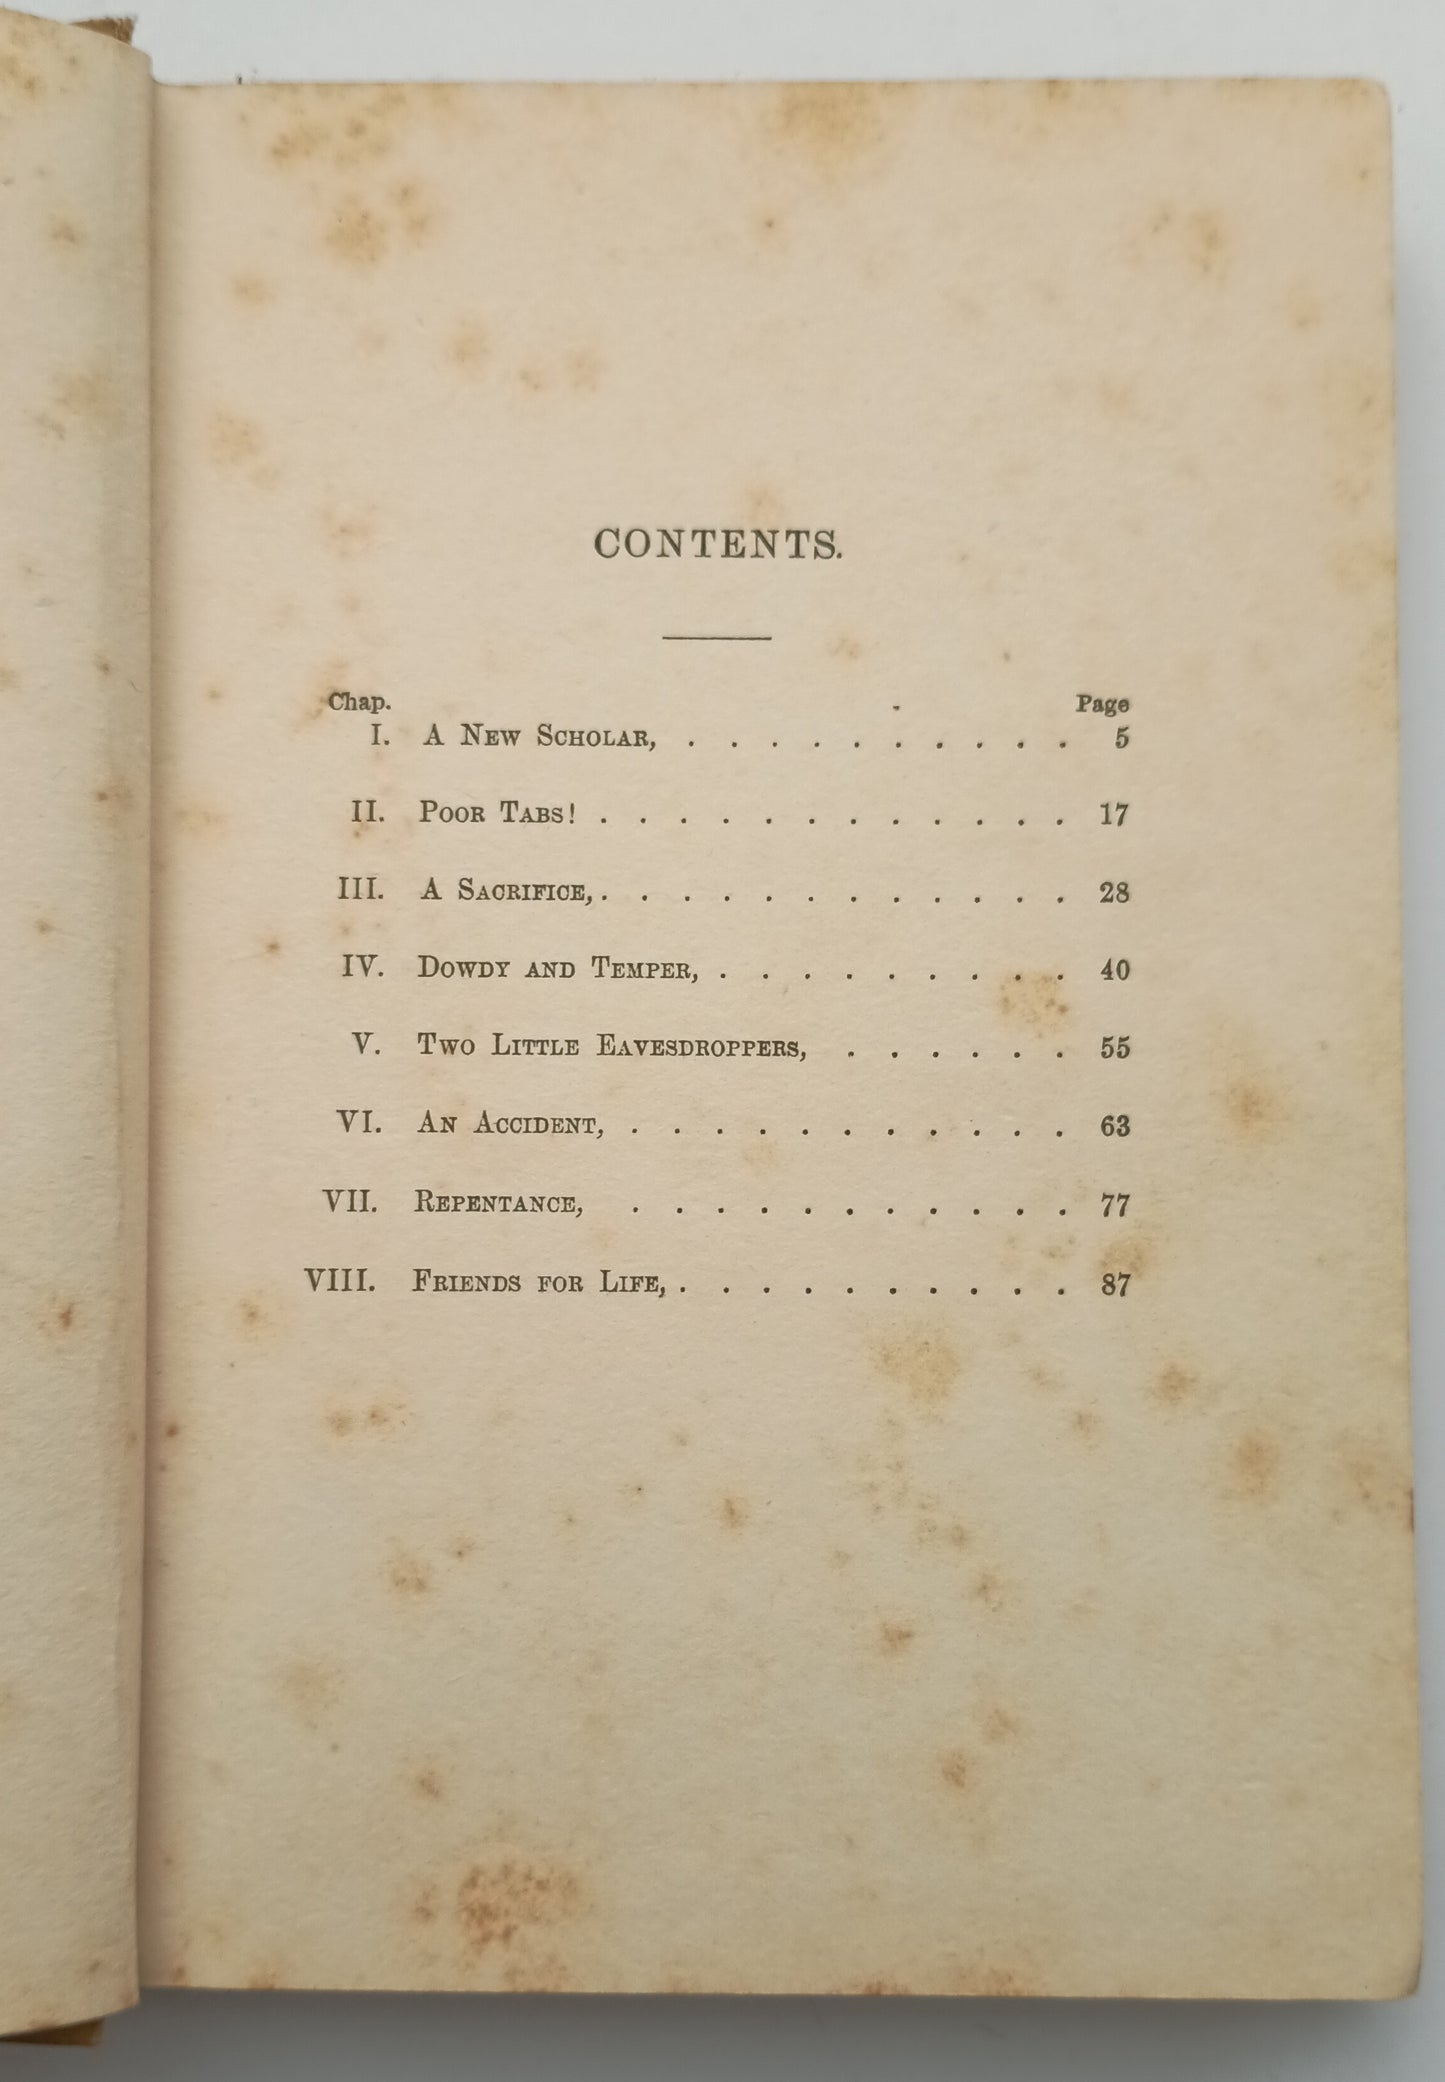 CONTENTS.
Chap. Page
I. A New Scholar, . . . . . . . . . . 5
II. Poor Tabs! . . . . . . . . . . . . 17
III. A Sacrifice, . . . . . . . . . . . . 28
IV. Dowdy and Temper, . . . . . . . . . 40
V. Two Little Eavesdroppers, . . . . . . 55
VI. An Accident, . . . . . . . . . . . 63
VII. Repentance, . . . . . . . . . . . 77
VIII. Friends for Life, . . . . . . . . . . 87